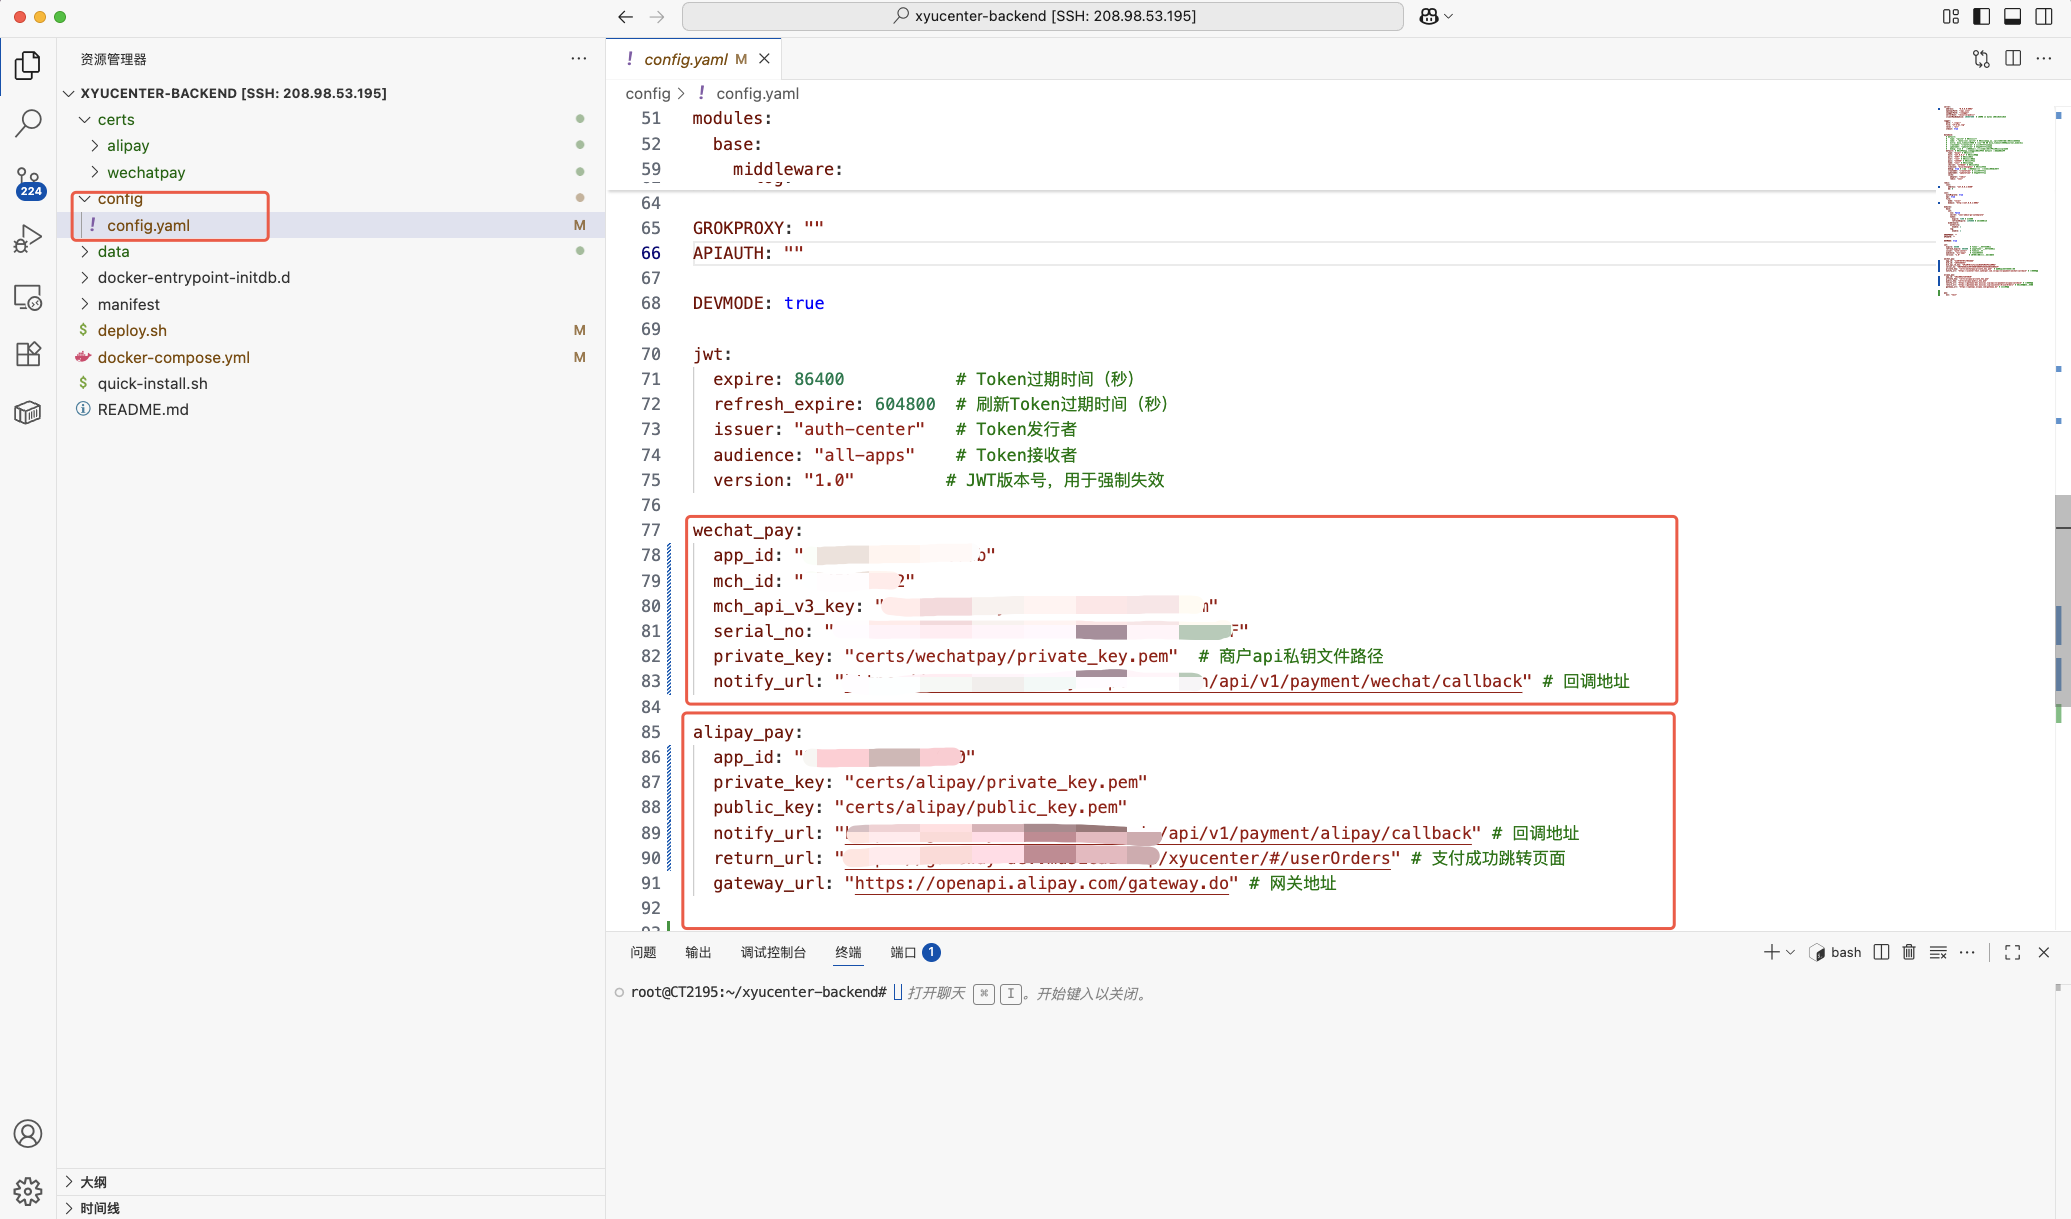 xyucenter-backend [SSH: 208.98.53.195]
资源管理器
XYUCENTER-BACKEND [SSH: 208.98.53.195]
certs
alipay
wechatpay
224
config
! config.yaml M
data
docker-entrypoint-initdb.d
manifest
$ deploy.sh M
docker-compose.yml M
$ quick-install.sh
README.md
大纲
时间线
! config.yaml M
config > ! config.yaml
51 modules:
52 base:
59 middleware:
64
65 GROKPROXY: ""
66 APIAUTH: ""
67
68 DEVMODE: true
69
70 jwt:
71 expire: 86400 # Token过期时间（秒）
72 refresh_expire: 604800 # 刷新Token过期时间（秒）
73 issuer: "auth-center" # Token发行者
74 audience: "all-apps" # Token接收者
75 version: "1.0" # JWT版本号，用于强制失效
76
77 wechat_pay:
78 app_id: " b"
79 mch_id: " 2"
80 mch_api_v3_key: " "
81 serial_no: " F"
82 private_key: "certs/wechatpay/private_key.pem" # 商户api私钥文件路径
83 notify_url: " /api/v1/payment/wechat/callback" # 回调地址
84
85 alipay_pay:
86 app_id: " 0"
87 private_key: "certs/alipay/private_key.pem"
88 public_key: "certs/alipay/public_key.pem"
89 notify_url: " /api/v1/payment/alipay/callback" # 回调地址
90 return_url: " /xyucenter/#/userOrders" # 支付成功跳转页面
91 gateway_url: "https://openapi.alipay.com/gateway.do" # 网关地址
92
问题 输出 调试控制台 终端 端口 1
bash
root@CT2195:~/xyucenter-backend# 打开聊天 ⌘ I 。开始键入以关闭。